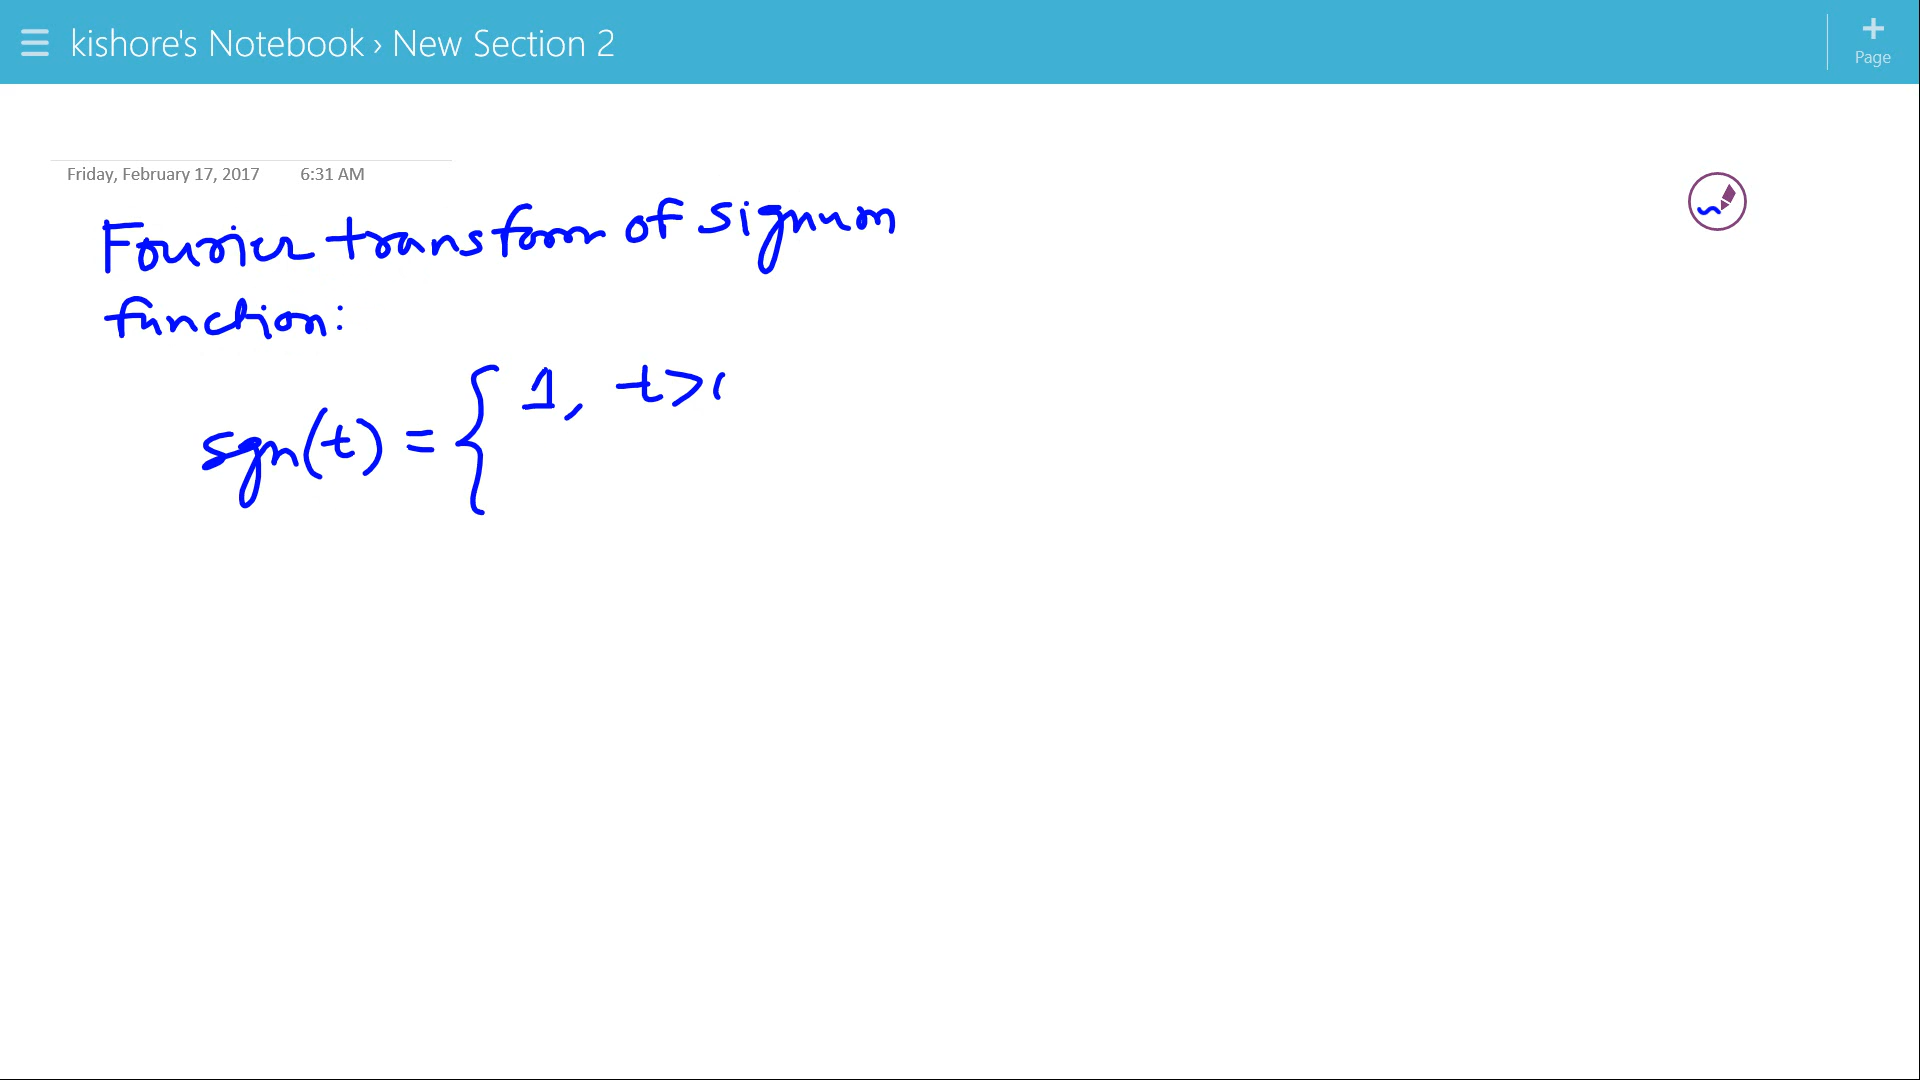 kishore's Notebook › New Section 2
Page
Friday, February 17, 2017 6:31 AM
Fourier transform of signum
function:
sgn(t) = { 1, t>